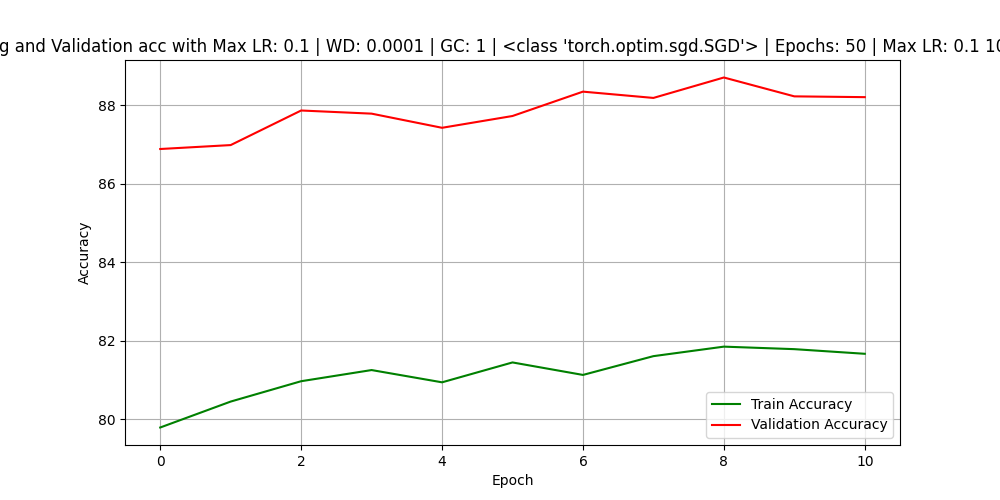 g and Validation acc with Max LR: 0.1 | WD: 0.0001 | GC: 1 | <class 'torch.optim.sgd.SGD'> | Epochs: 50 | Max LR: 0.1 10
88
86
84
82
80
Accuracy
Train Accuracy
Validation Accuracy
0 2 4 6 8 10
Epoch